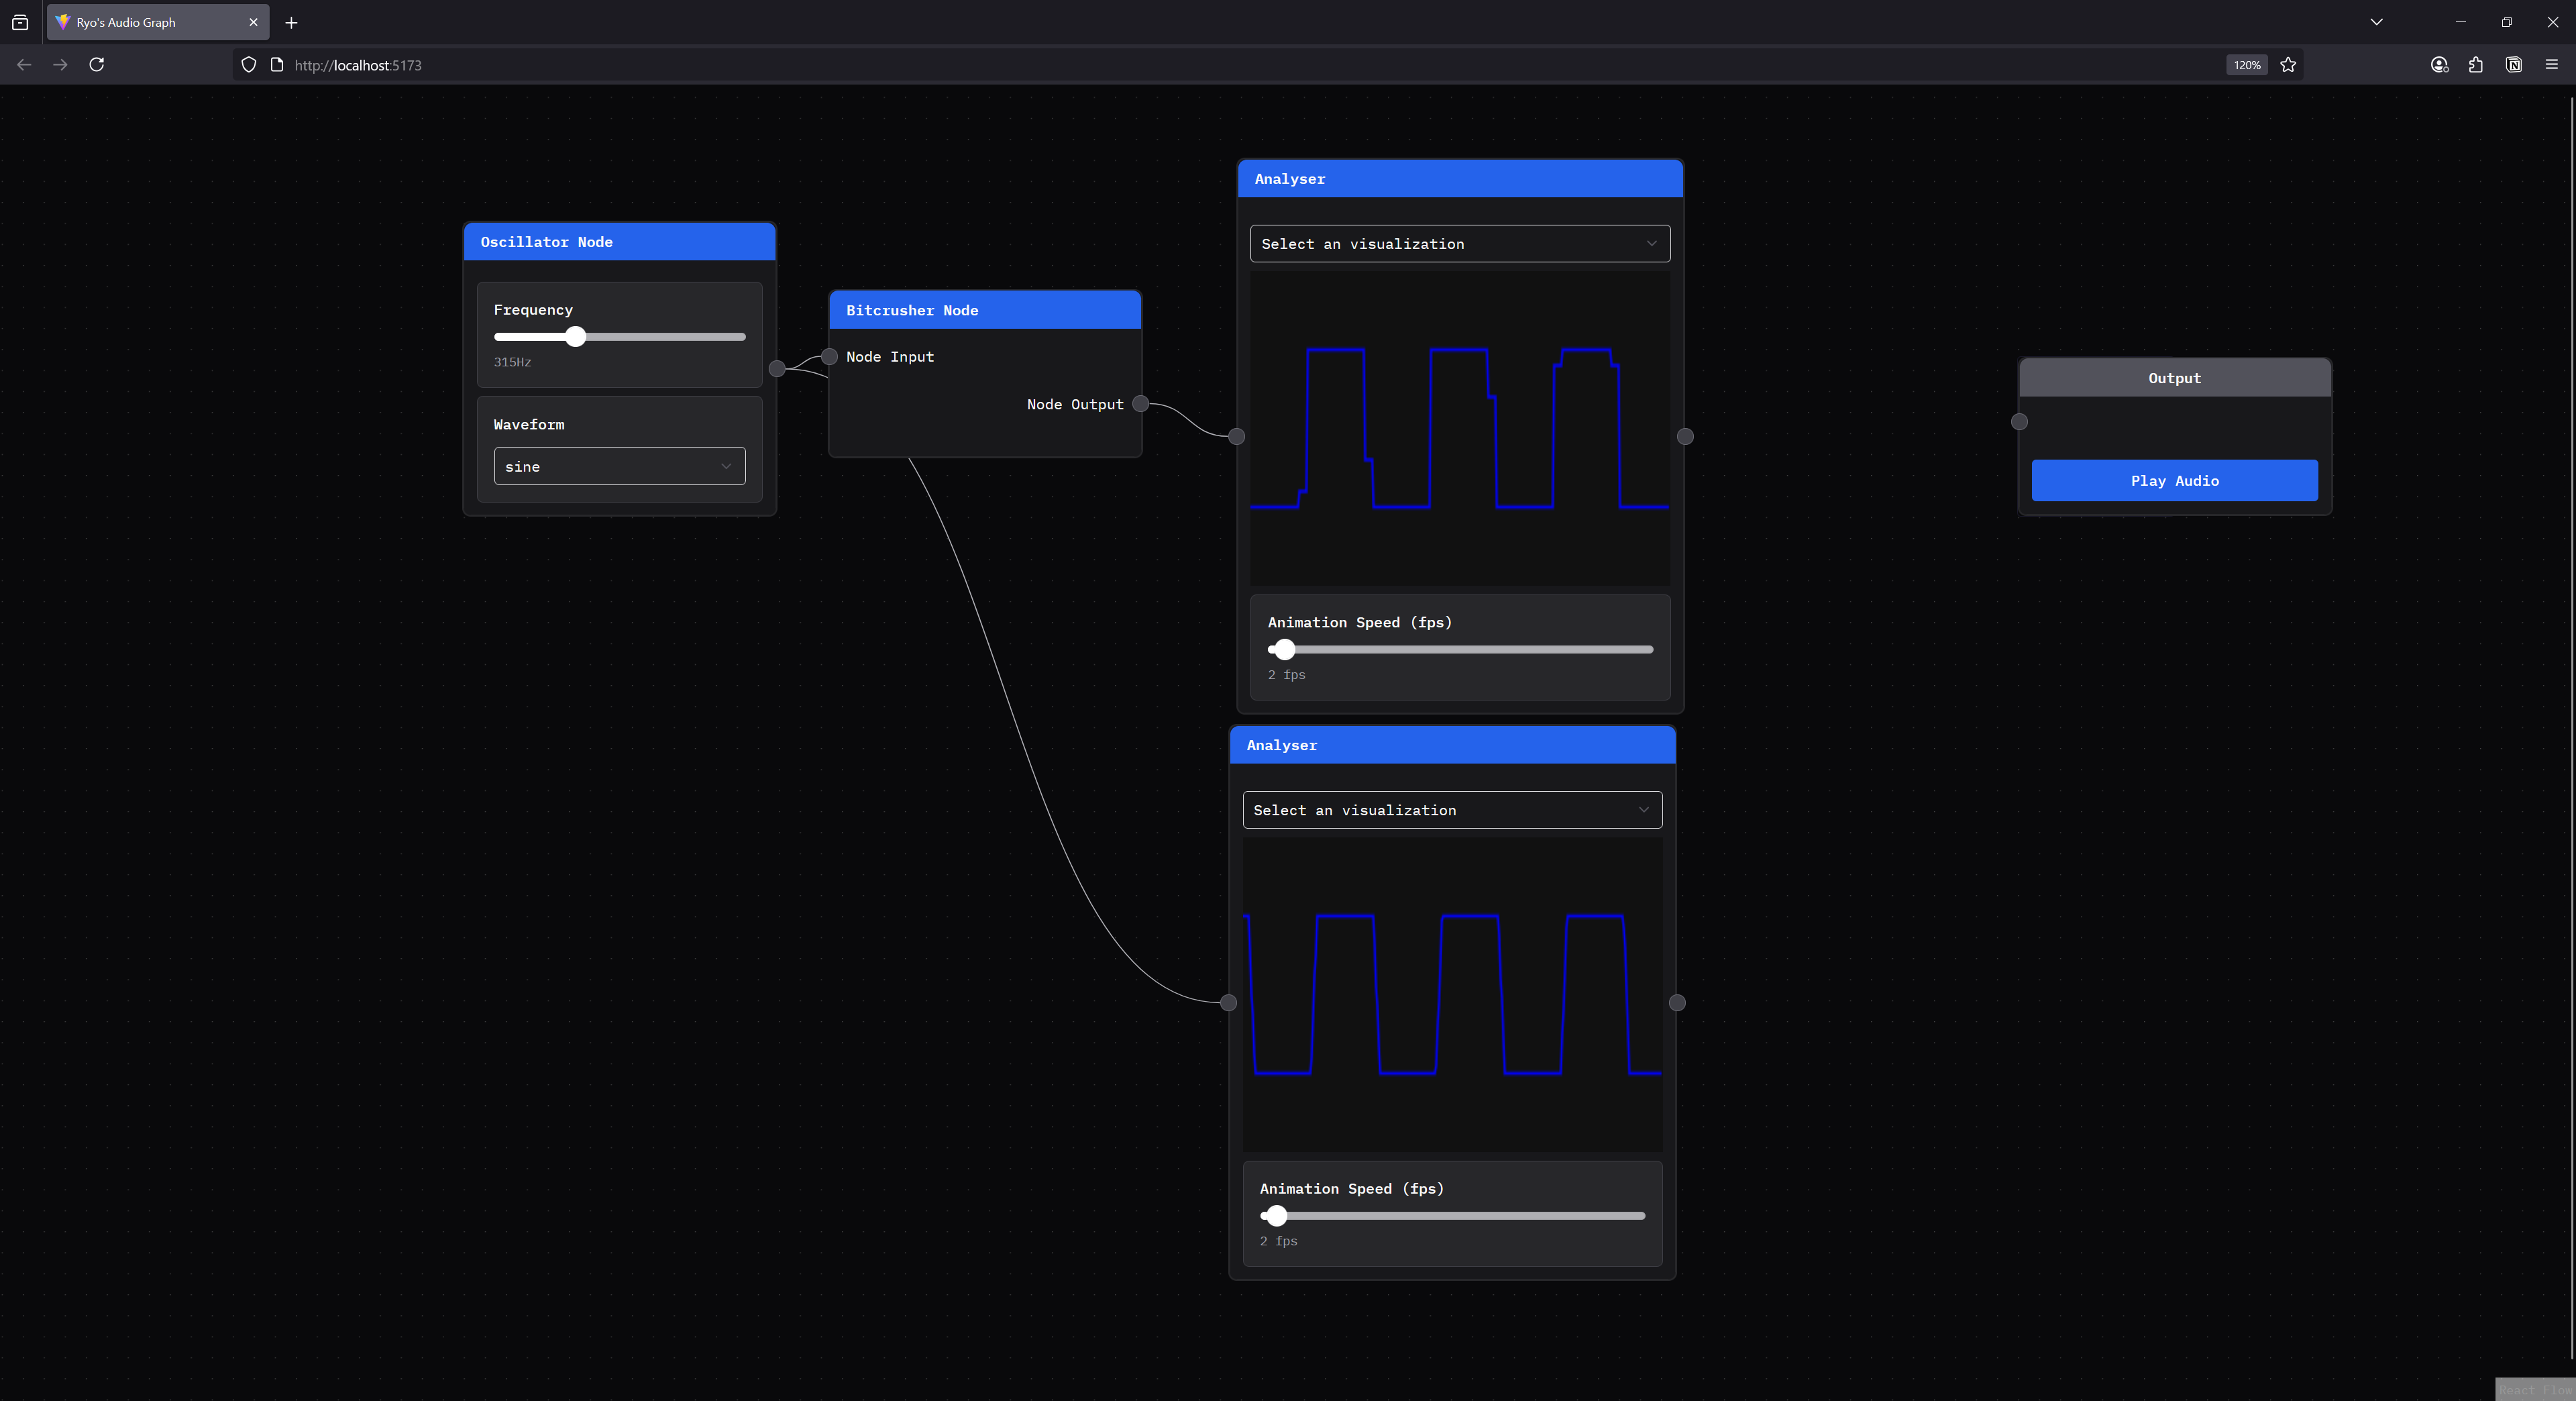 Ryo's Audio Graph
http://localhost:5173
120%
Oscillator Node
Frequency
315Hz
Waveform
sine
Bitcrusher Node
Node Input
Node Output
Analyser
Select an visualization
Animation Speed (fps)
2 fps
Analyser
Select an visualization
Animation Speed (fps)
2 fps
Output
Play Audio
React Flow